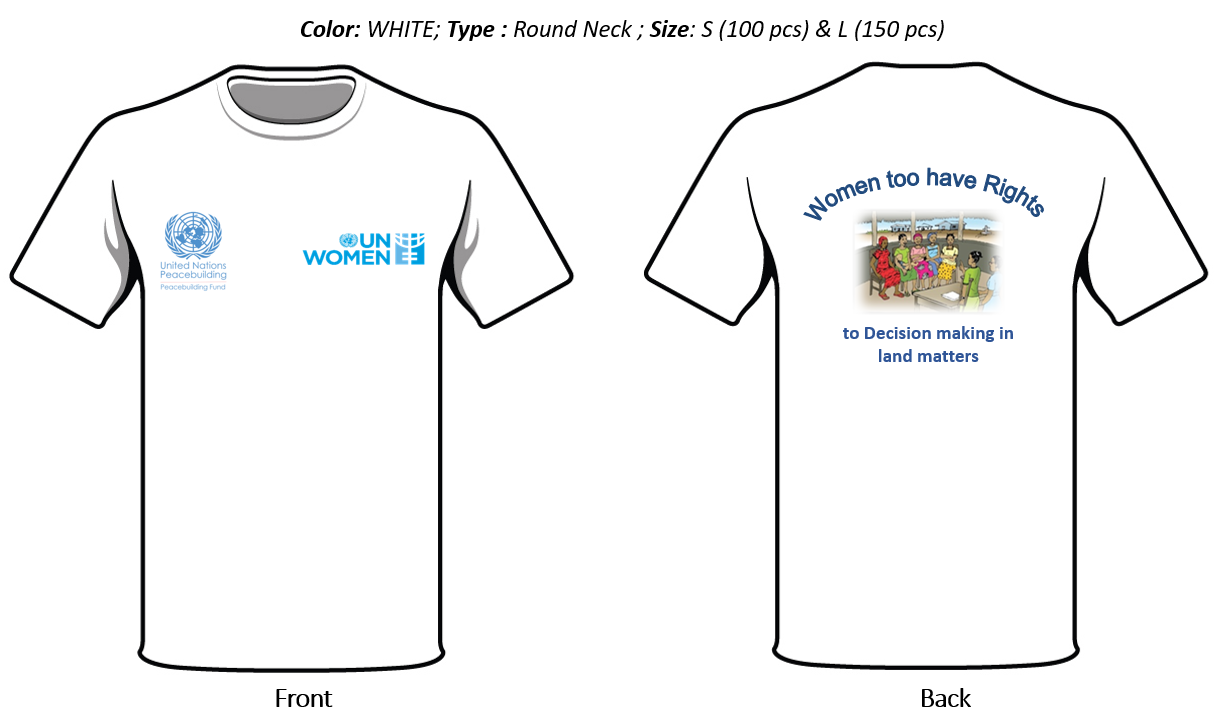 Color: WHITE; Type : Round Neck ; Size: S (100 pcs) & L (150 pcs)
United Nations
Peacebuilding
Peacebuilding Fund
UN
WOMEN
Women too have Rights
to Decision making in
land matters
Front
Back